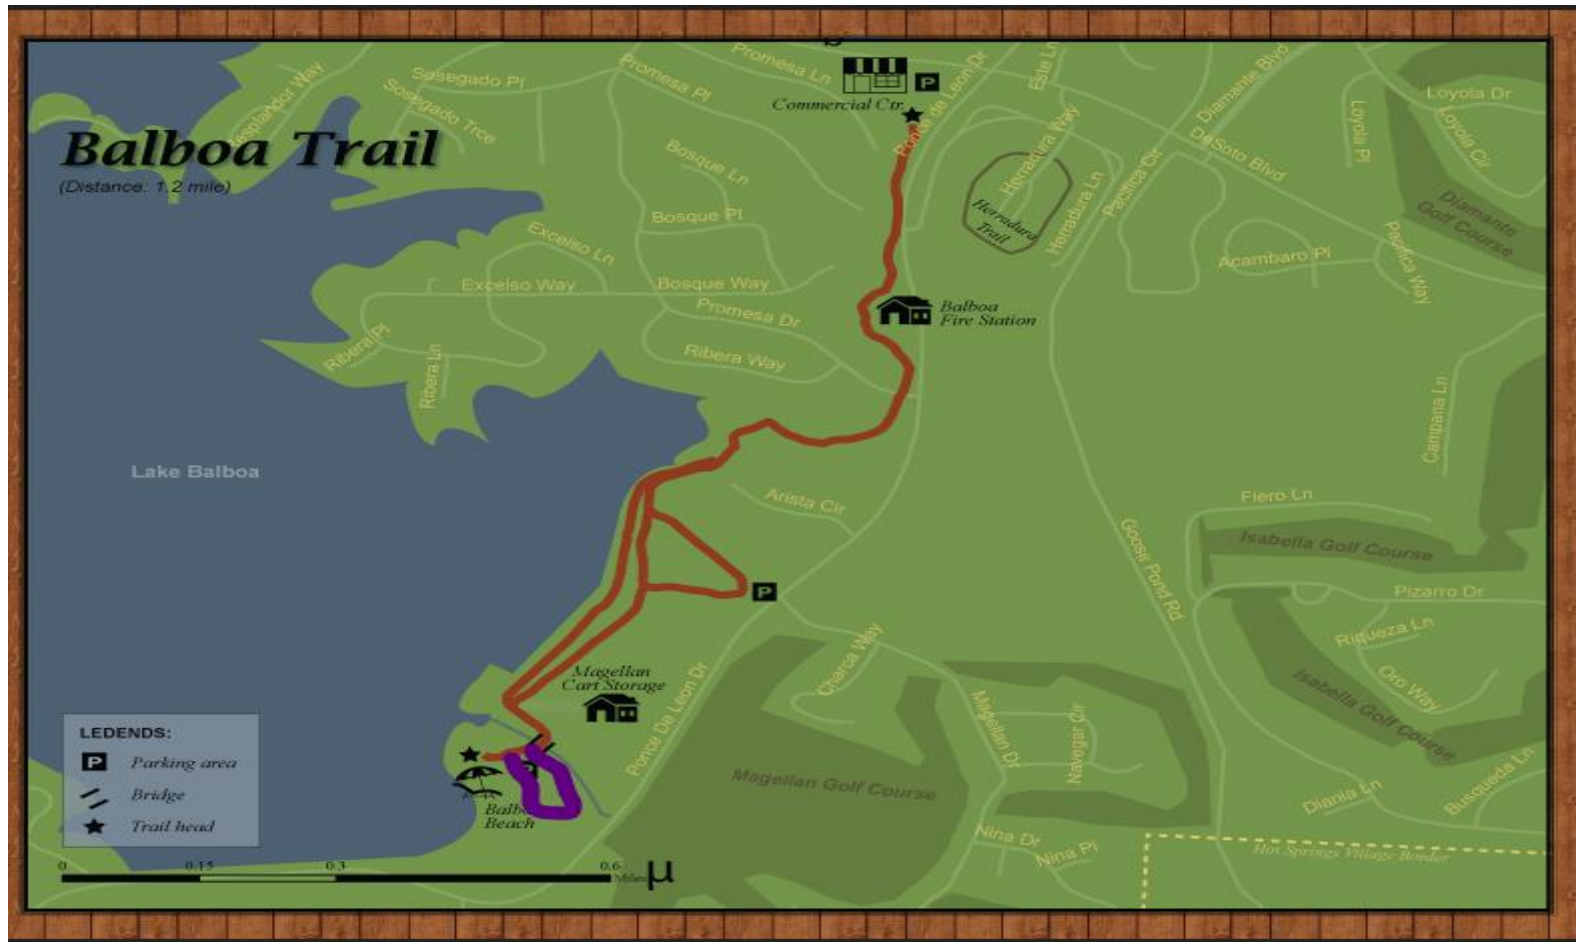 Balboa Trail
(Distance: 1.2 mile)
Esplandor Way
Sosegado Pl
Sosegado Trce
Promesa Pl
Promesa Ln
Commercial Ctr.
P
Ponce de Leon Dr
Este Ln
Diamante Blvd
DeSoto Blvd
Loyola Dr
Loyola Pl
Loyola Cir
Diamante
Golf Course
Bosque Ln
Bosque Pl
Herradura Way
Herradura
Trail
Herradura Ln
Pacifica Cir
Excelso Ln
Excelso Way
Bosque Way
Promesa Dr
Acambaro Pl
Pacifica Way
Balboa
Fire Station
Ribera Pl
Ribera Ln
Ribera Way
Campana Ln
Lake Balboa
Arista Cir
Fiero Ln
Isabella Golf Course
Goose Pond Rd
P
Pizarro Dr
Riqueza Ln
Oro Way
Isabella Golf Course
Charca Way
Magellan
Cart Storage
Ponce De Leon Dr
Magellan Dr
Navegar Cir
Magellan Golf Course
Diania Ln
Busqueda Ln
LEDENDS:
P Parking area
Bridge
Trail head
Beach
Nina Dr
Nina Pl
Hot Springs Village Border
0 0.15 0.3 0.6
Miles
µ